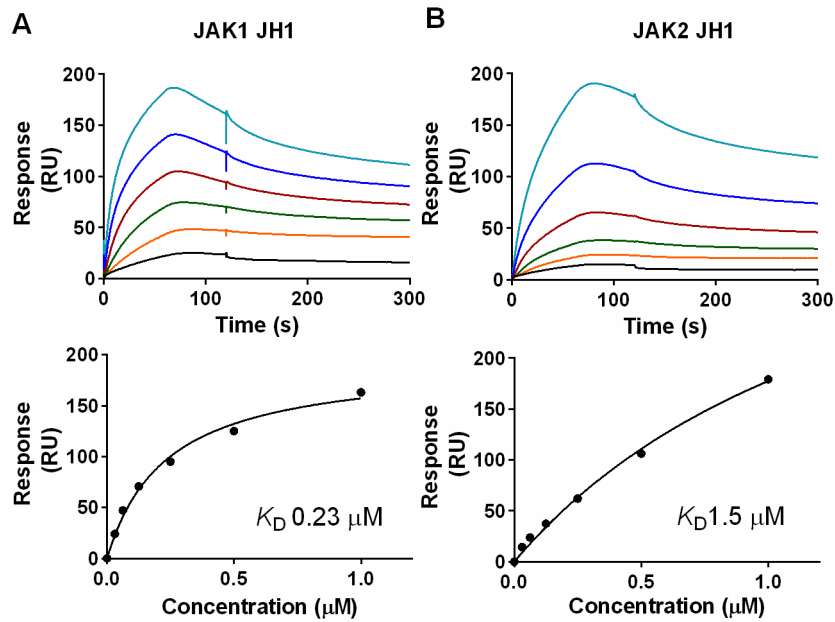 A
JAK1 JH1
Response
(RU)
200
150
100
50
0
0
100
200
300
Time (s)
B
JAK2 JH1
Response
(RU)
200
150
100
50
0
0
100
200
300
Time (s)
Response
(RU)
200
150
100
50
0
0.0
0.5
1.0
KD 0.23 μM
Concentration (μM)
Response
(RU)
200
150
100
50
0
0.0
0.5
1.0
KD1.5 μM
Concentration (μM)